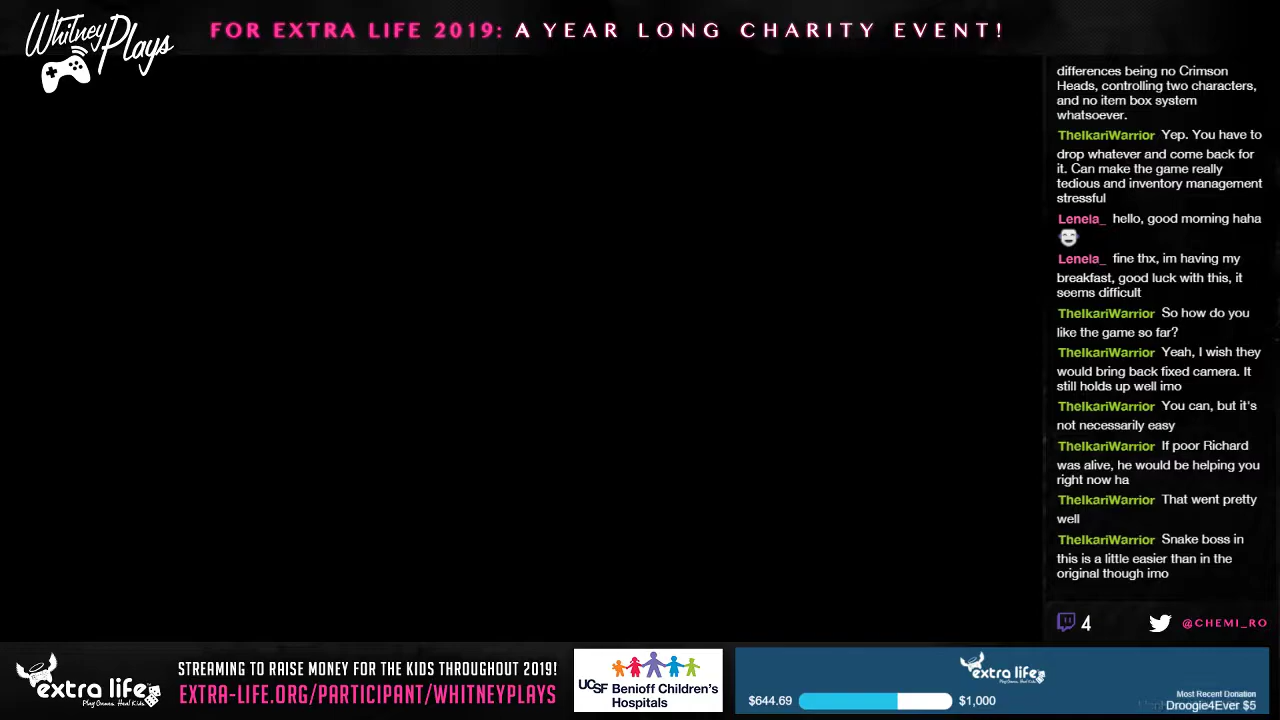 Whitney Plays
FOR EXTRA LIFE 2019: A YEAR LONG CHARITY EVENT!
differences being no Crimson
Heads, controlling two characters,
and no item box system
whatsoever.
TheIkariWarrior Yep. You have to
drop whatever and come back for
it. Can make the game really
tedious and inventory management
stressful
Lenela_ hello, good morning haha
Lenela_ fine thx, im having my
breakfast, good luck with this, it
seems difficult
TheIkariWarrior So how do you
like the game so far?
TheIkariWarrior Yeah, I wish they
would bring back fixed camera. It
still holds up well imo
TheIkariWarrior You can, but it's
not necessarily easy
TheIkariWarrior If poor Richard
was alive, he would be helping you
right now ha
TheIkariWarrior That went pretty
well
TheIkariWarrior Snake boss in
this is a little easier than in the
original though imo
4
@CHEMI_RO
extra life
Play Games. Heal Kids.
STREAMING TO RAISE MONEY FOR THE KIDS THROUGHOUT 2019!
EXTRA-LIFE.ORG/PARTICIPANT/WHITNEYPLAYS
UCSF Benioff Children's
Hospitals
extra life
Play Games. Heal Kids.
$644.69
$1,000
Most Recent Donation
Droogie4Ever $5